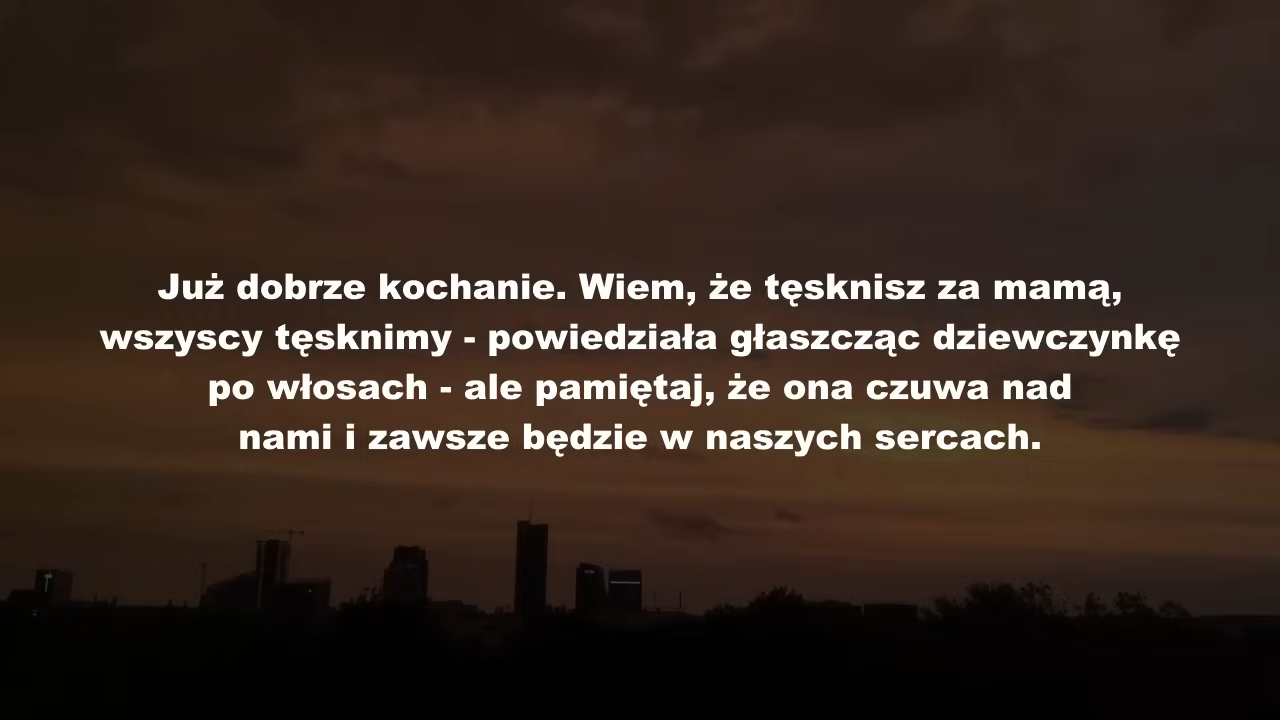 Już dobrze kochanie. Wiem, że tęsknisz za mamą,
wszyscy tęsknimy - powiedziała głaszcząc dziewczynkę
po włosach - ale pamiętaj, że ona czuwa nad
nami i zawsze będzie w naszych sercach.